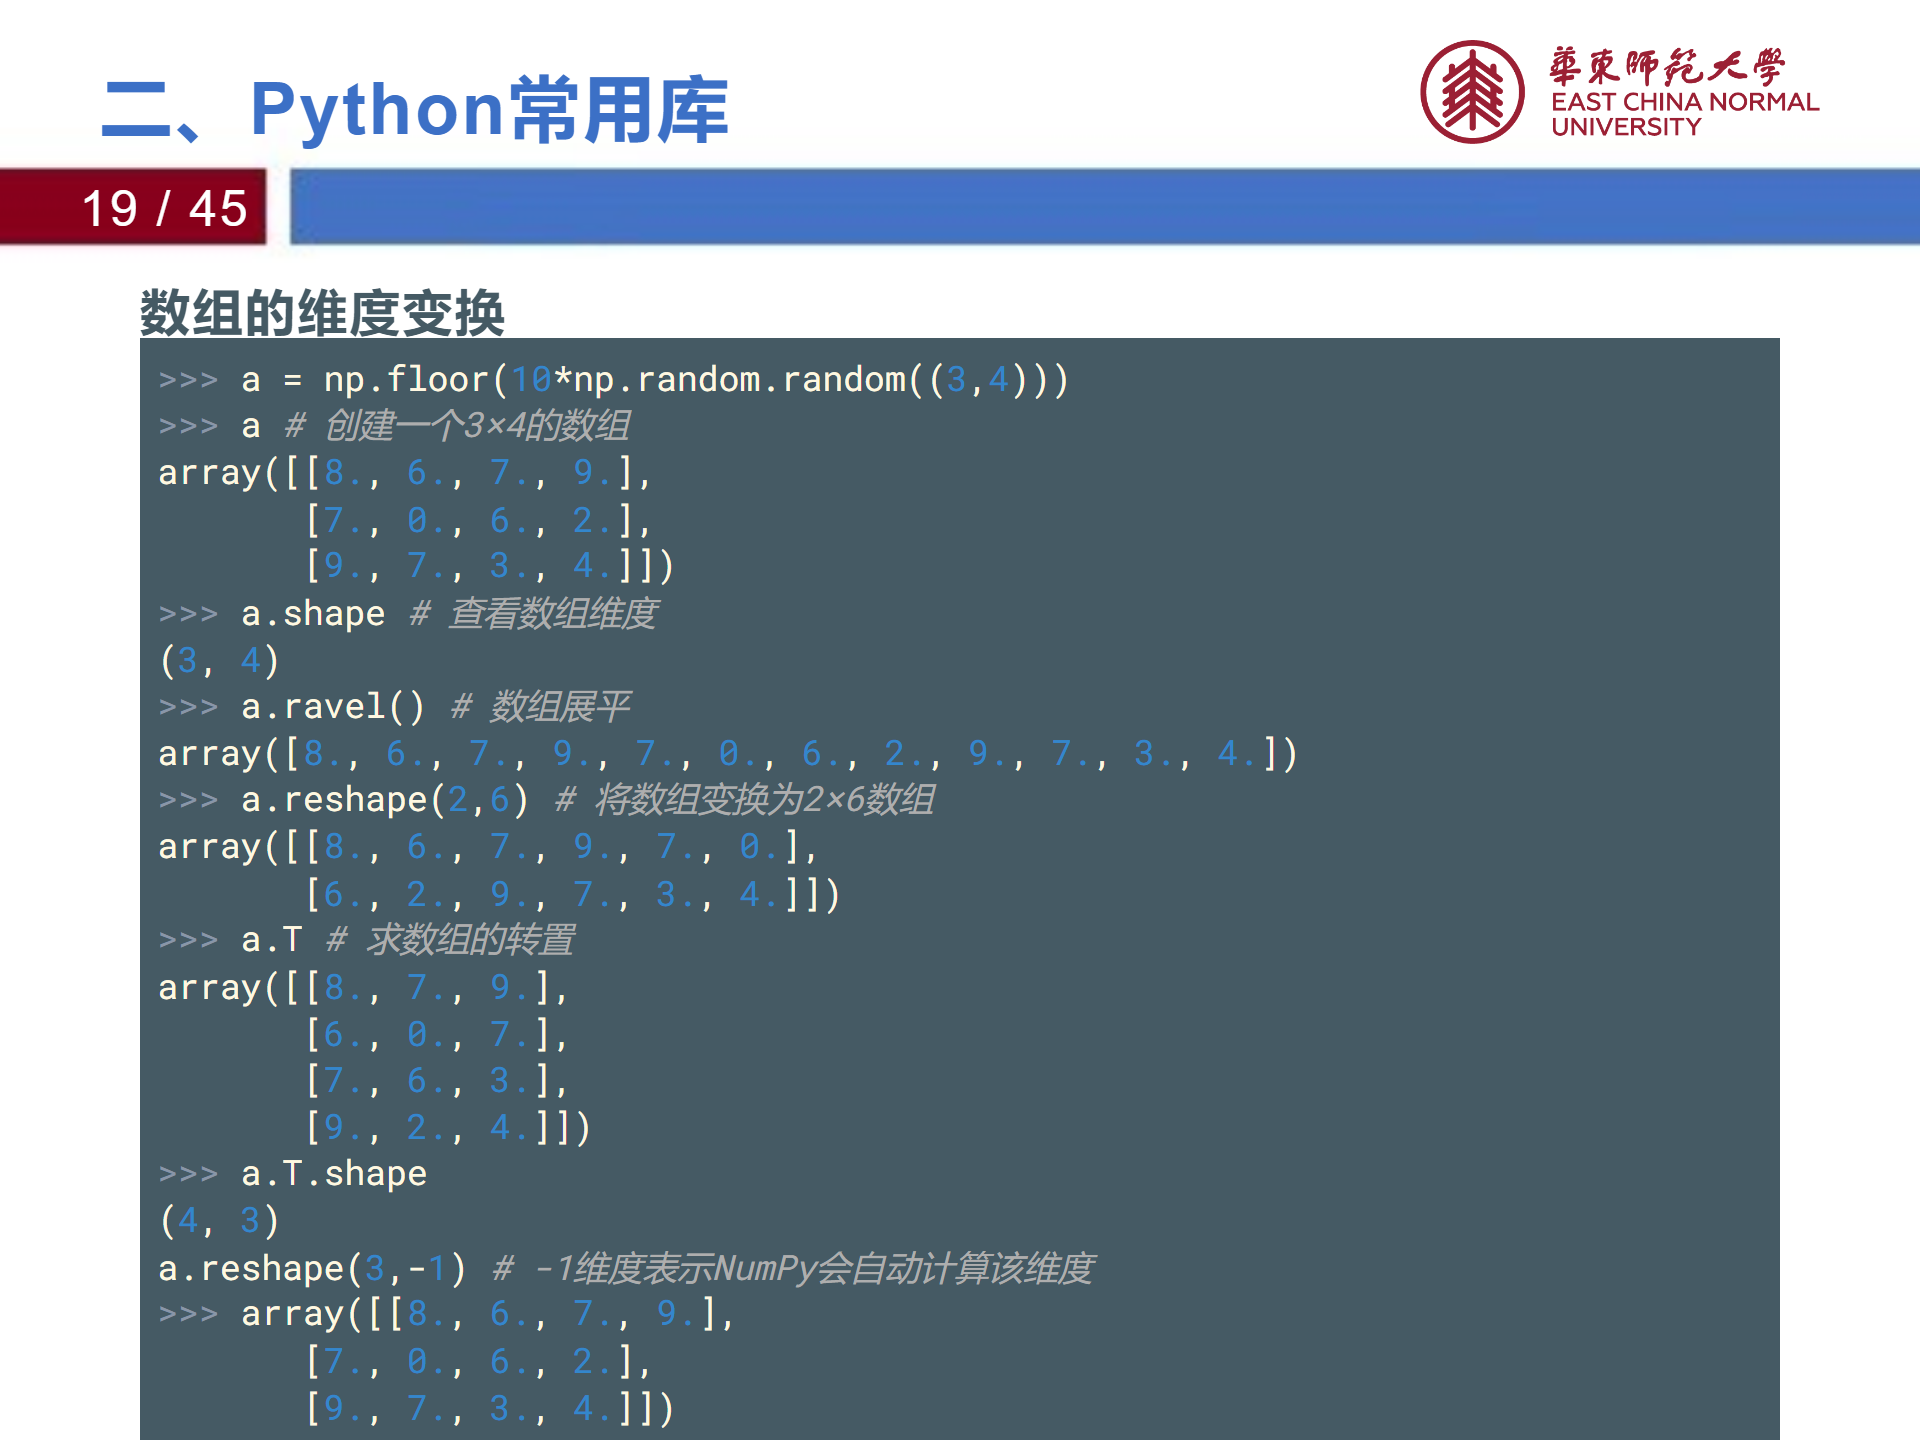 二、Python常用库
華東師範大學
EAST CHINA NORMAL
UNIVERSITY
19 / 45
数组的维度变换
>>> a = np.floor(10*np.random.random((3,4)))
>>> a # 创建一个3×4的数组
array([[8., 6., 7., 9.],
       [7., 0., 6., 2.],
       [9., 7., 3., 4.]])
>>> a.shape # 查看数组维度
(3, 4)
>>> a.ravel() # 数组展平
array([8., 6., 7., 9., 7., 0., 6., 2., 9., 7., 3., 4.])
>>> a.reshape(2,6) # 将数组变换为2×6数组
array([[8., 6., 7., 9., 7., 0.],
       [6., 2., 9., 7., 3., 4.]])
>>> a.T # 求数组的转置
array([[8., 7., 9.],
       [6., 0., 7.],
       [7., 6., 3.],
       [9., 2., 4.]])
>>> a.T.shape
(4, 3)
a.reshape(3,-1) # -1维度表示NumPy会自动计算该维度
>>> array([[8., 6., 7., 9.],
       [7., 0., 6., 2.],
       [9., 7., 3., 4.]])